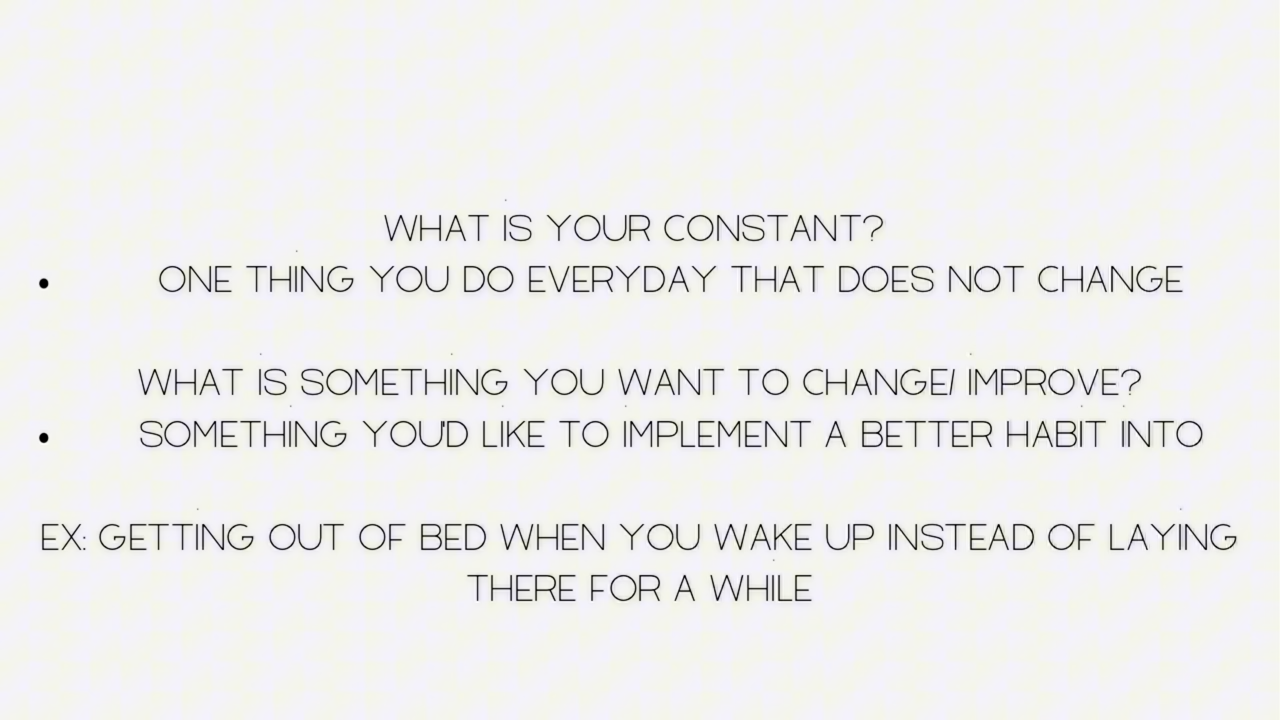 WHAT IS YOUR CONSTANT?
• ONE THING YOU DO EVERYDAY THAT DOES NOT CHANGE
WHAT IS SOMETHING YOU WANT TO CHANGE/ IMPROVE?
• SOMETHING YOU'D LIKE TO IMPLEMENT A BETTER HABIT INTO
EX: GETTING OUT OF BED WHEN YOU WAKE UP INSTEAD OF LAYING
THERE FOR A WHILE